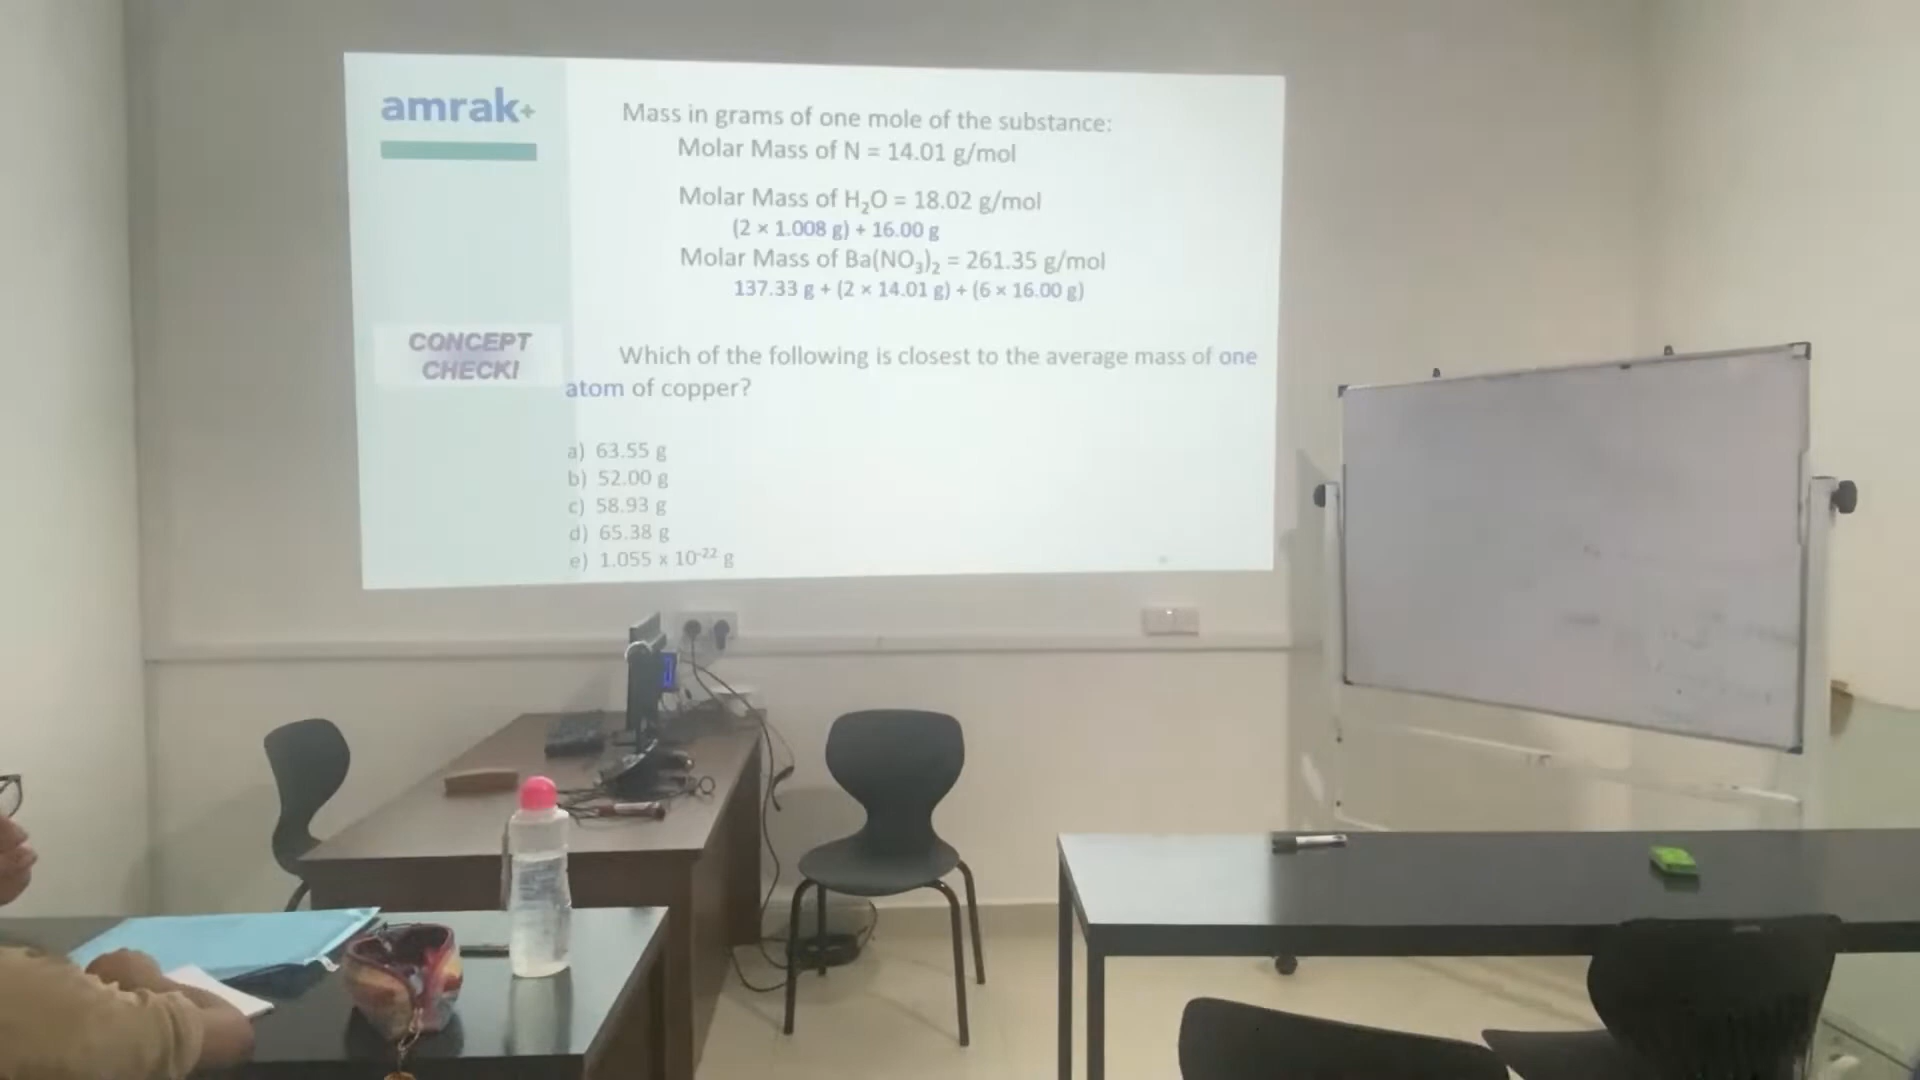 amrak+
Mass in grams of one mole of the substance:
Molar Mass of N = 14.01 g/mol
Molar Mass of H₂O = 18.02 g/mol
(2 × 1.008 g) + 16.00 g
Molar Mass of Ba(NO₃)₂ = 261.35 g/mol
137.33 g + (2 × 14.01 g) + (6 × 16.00 g)
CONCEPT
CHECK!
Which of the following is closest to the average mass of one
atom of copper?
a) 63.55 g
b) 52.00 g
c) 58.93 g
d) 65.38 g
e) 1.055 x 10⁻²² g